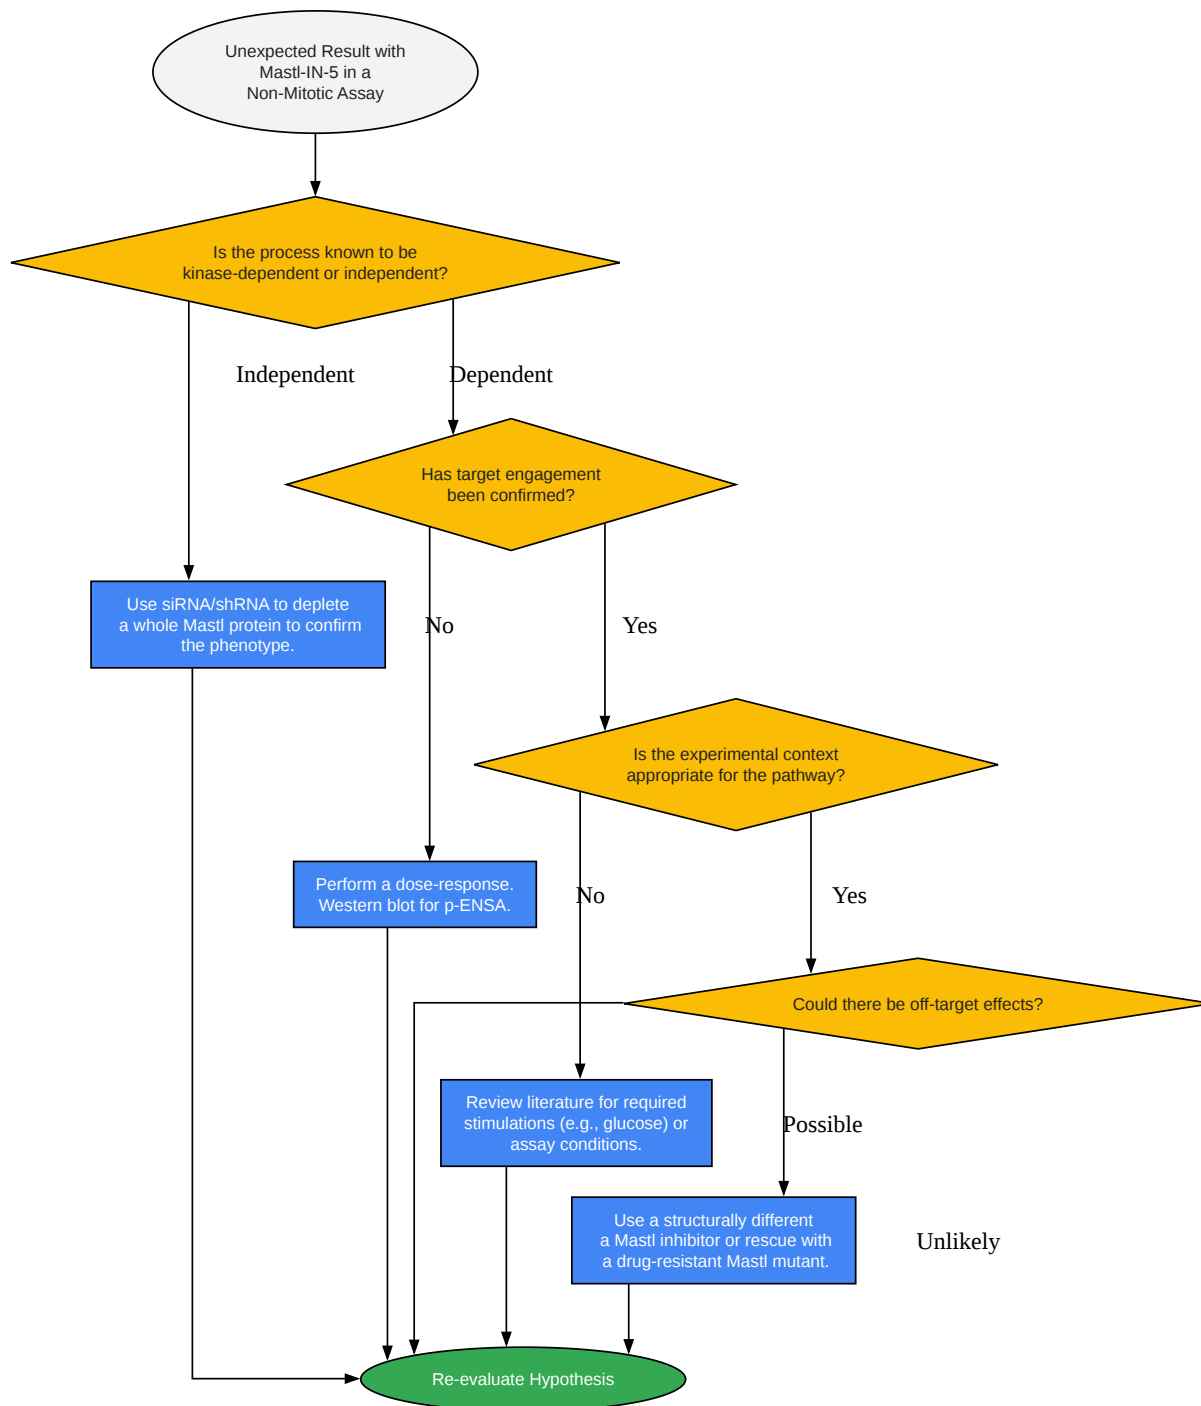 Unexpected Result with
Mastl-IN-5 in a
Non-Mitotic Assay
Is the process known to be
kinase-dependent or independent?
Independent
Dependent
Has target engagement
been confirmed?
Use siRNA/shRNA to deplete
a whole Mastl protein to confirm
the phenotype.
No
Yes
Is the experimental context
appropriate for the pathway?
Perform a dose-response.
Western blot for p-ENSA.
No
Yes
Could there be off-target effects?
Review literature for required
stimulations (e.g., glucose) or
assay conditions.
Possible
Use a structurally different
a Mastl inhibitor or rescue with
a drug-resistant Mastl mutant.
Unlikely
Re-evaluate Hypothesis